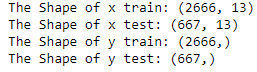 The Shape of x train: (2666, 13)
The Shape of x test: (667, 13)
The Shape of y train: (2666,)
The Shape of y test: (667,)